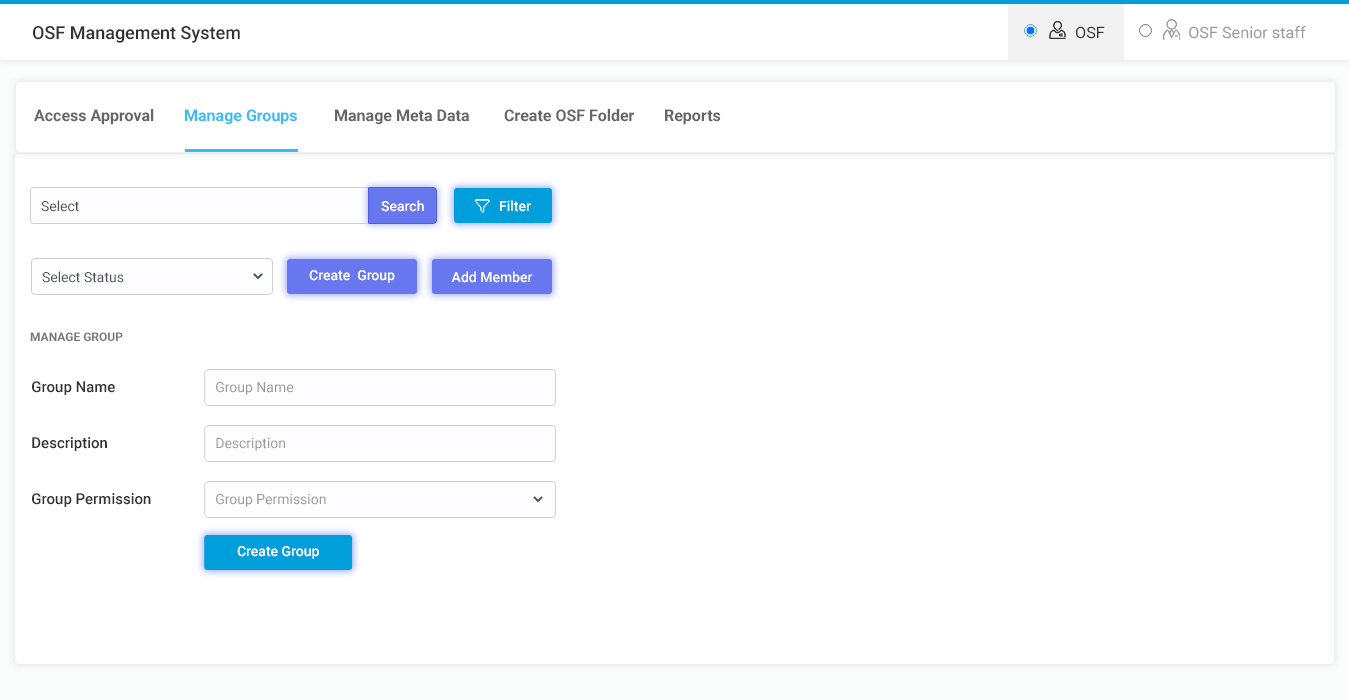 OSF Management System
OSF
OSF Senior staff
Access Approval
Manage Groups
Manage Meta Data
Create OSF Folder
Reports
Select
Search
Filter
Select Status
Create  Group
Add Member
MANAGE GROUP
Group Name
Group Name
Description
Description
Group Permission
Group Permission
Create Group